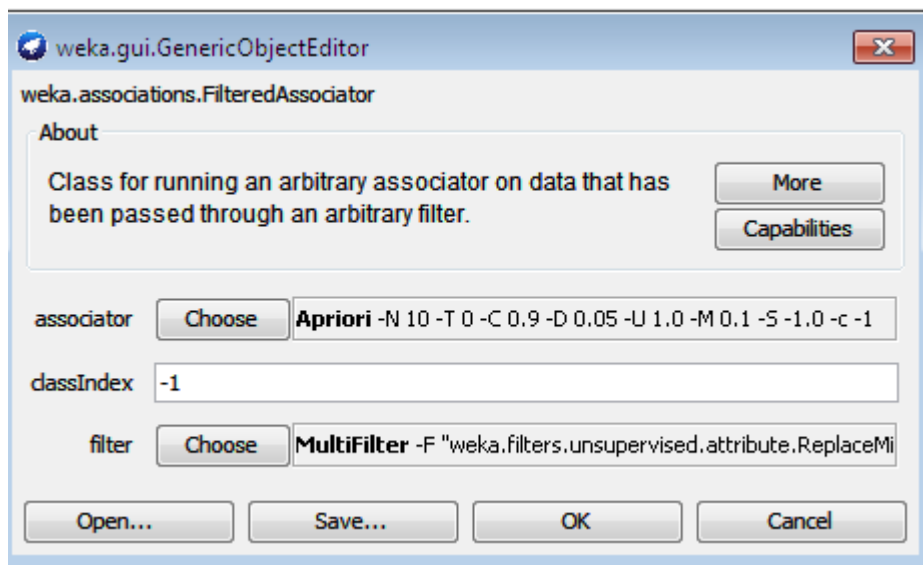 weka.gui.GenericObjectEditor
weka.associations.FilteredAssociator
About
Class for running an arbitrary associator on data that has
been passed through an arbitrary filter.
More
Capabilities
associator Choose Apriori -N 10 -T 0 -C 0.9 -D 0.05 -U 1.0 -M 0.1 -S -1.0 -c -1
classIndex -1
filter Choose MultiFilter -F "weka.filters.unsupervised.attribute.ReplaceMi
Open... Save... OK Cancel